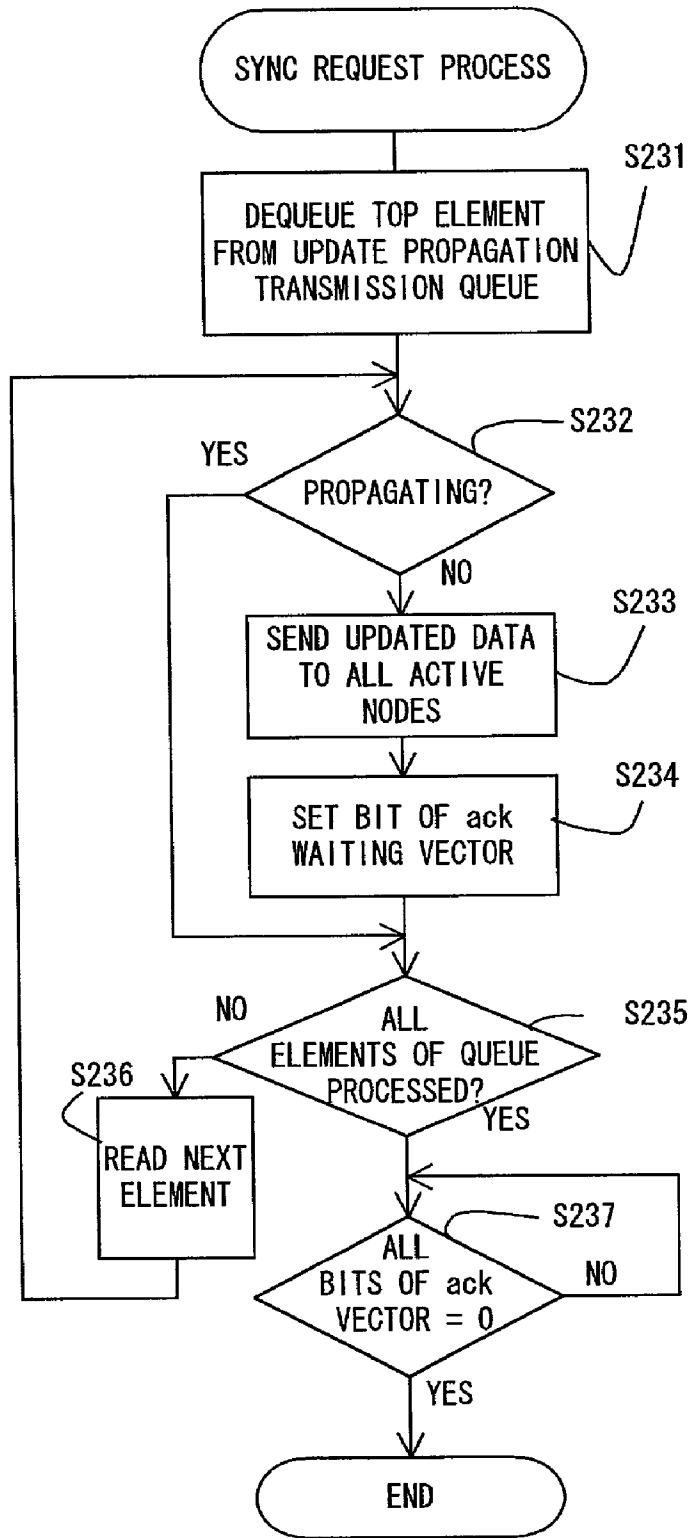 SYNC REQUEST PROCESS
S231
DEQUEUE TOP ELEMENT
FROM UPDATE PROPAGATION
TRANSMISSION QUEUE
S232
YES
PROPAGATING?
NO
S233
SEND UPDATED DATA
TO ALL ACTIVE
NODES
S234
SET BIT OF ack
WAITING VECTOR
NO
S235
ALL
ELEMENTS OF QUEUE
PROCESSED?
YES
S236
READ NEXT
ELEMENT
S237
ALL
BITS OF ack
VECTOR = 0
NO
YES
END